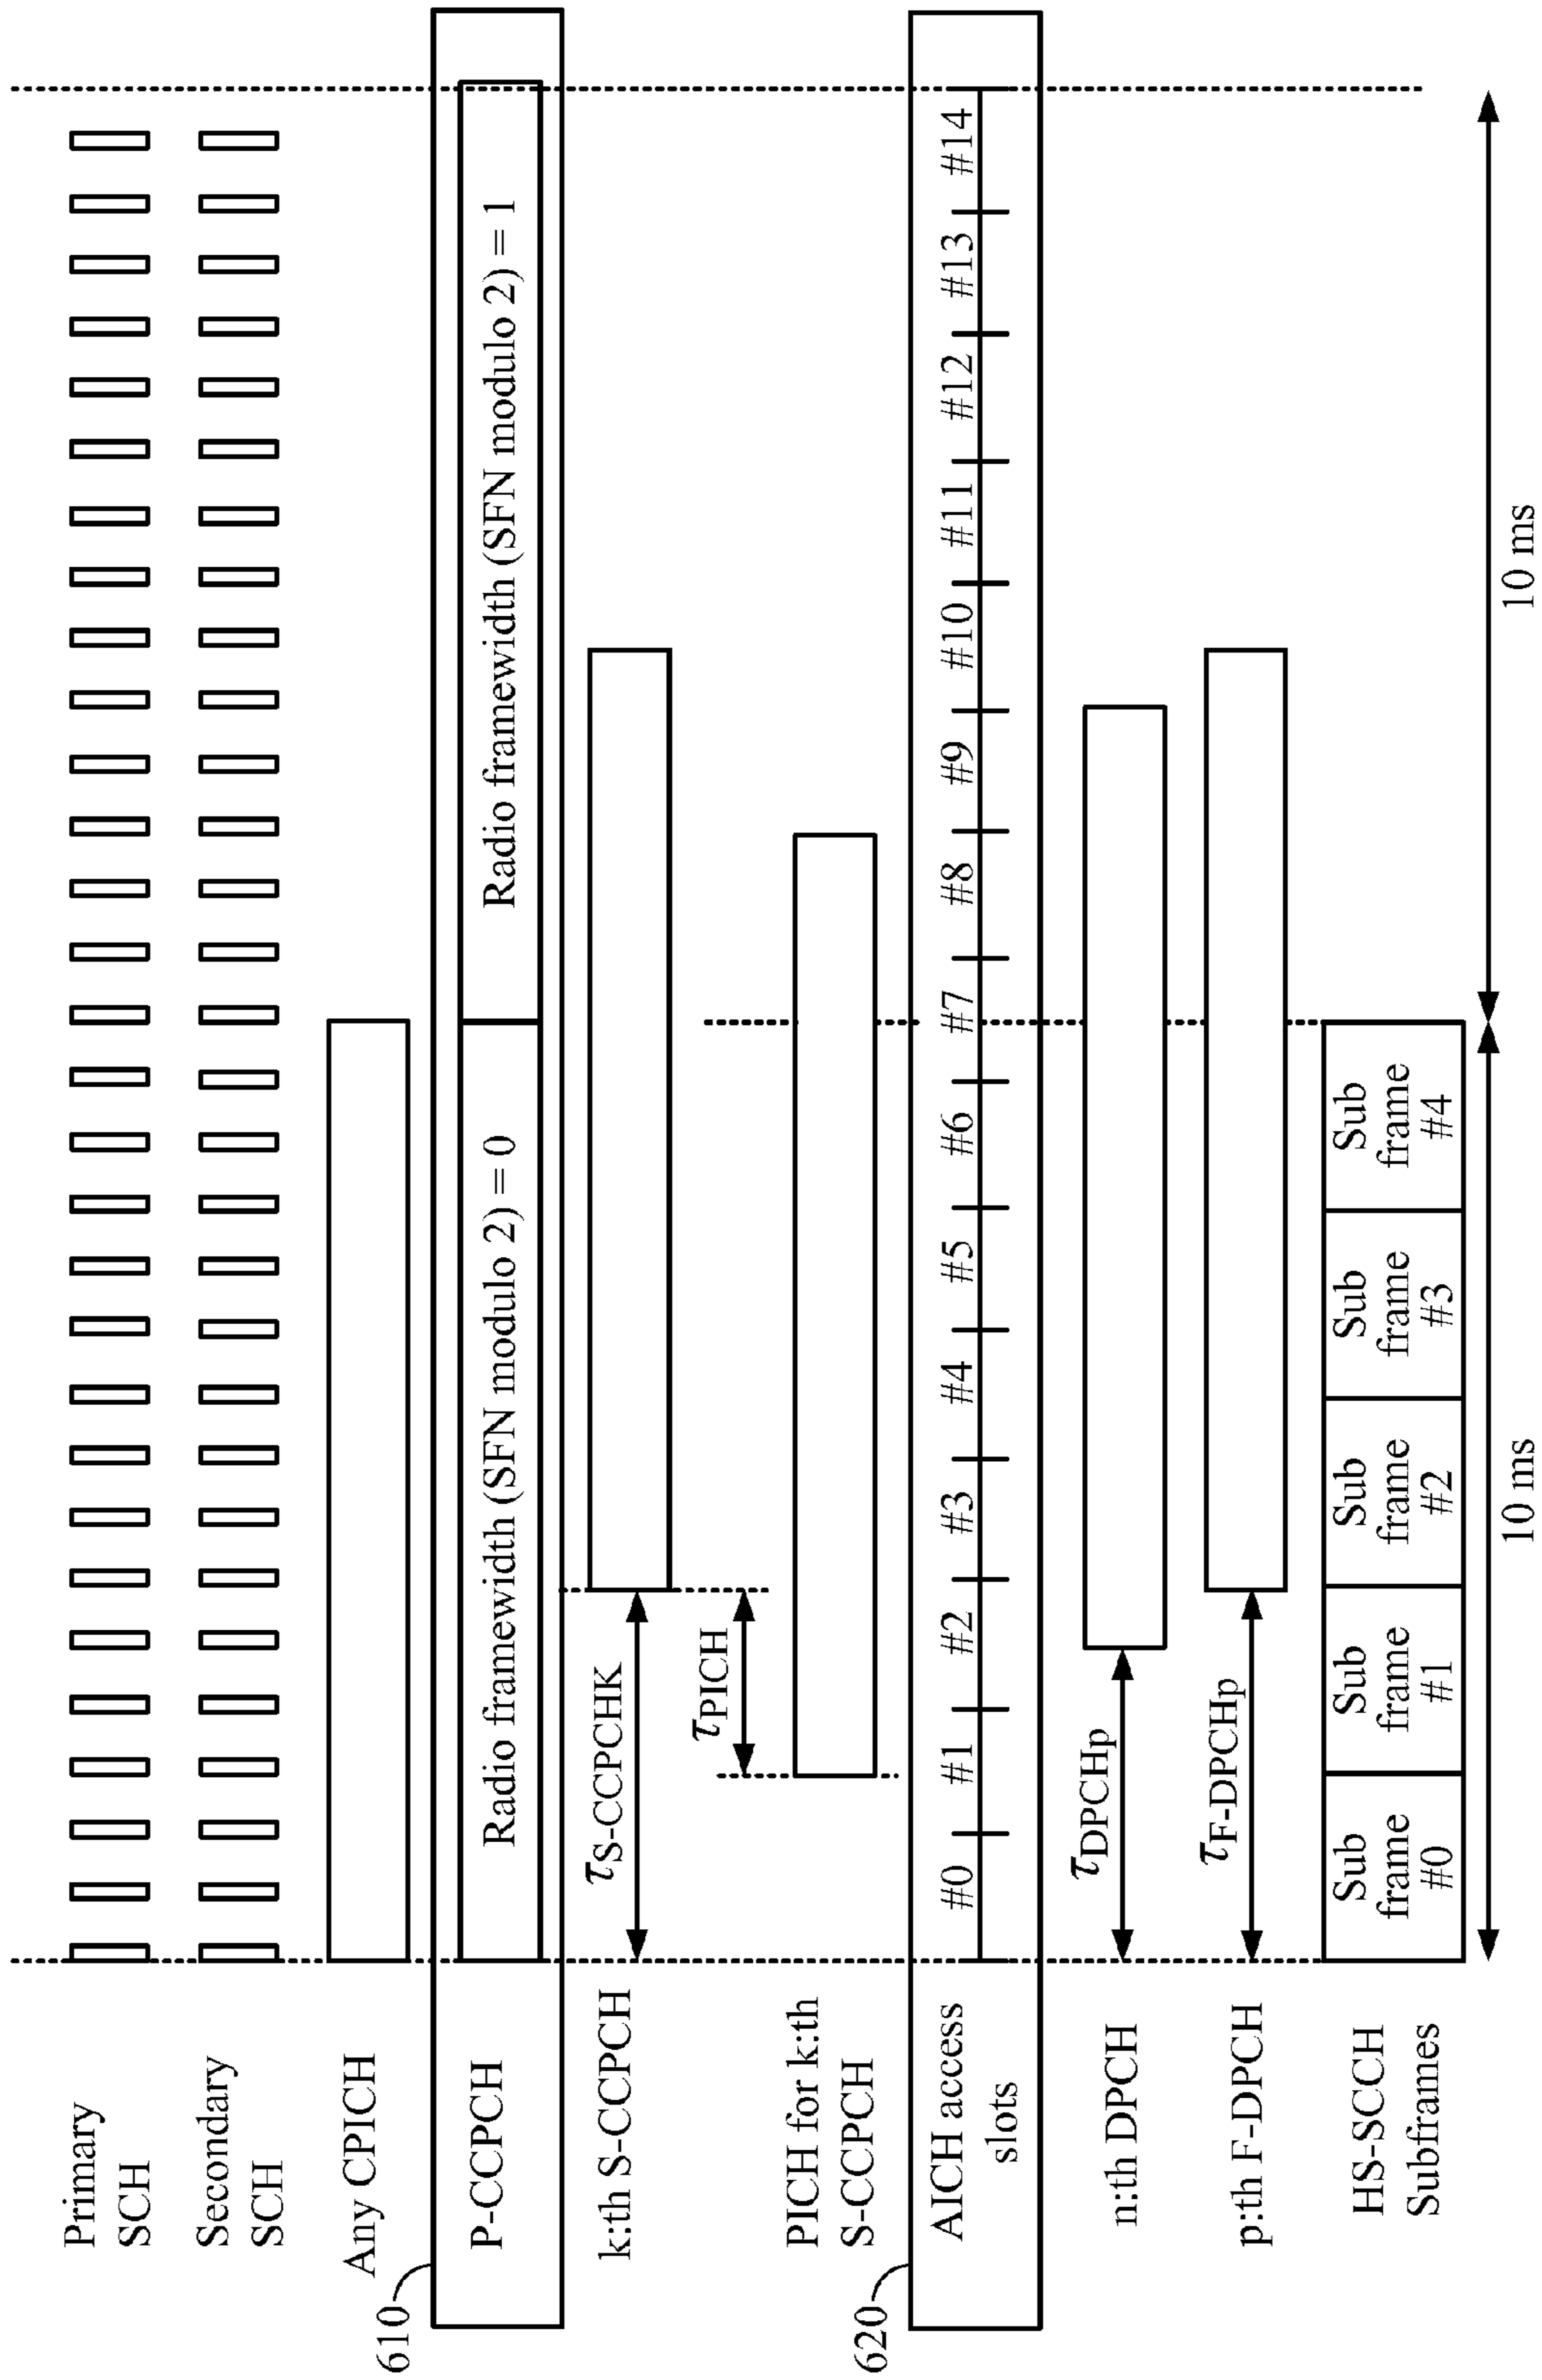 Primary
SCH
Secondary
SCH
Any CPICH
610
P-CCPCH
Radio framewidth (SFN modulo 2) = 0
Radio framewidth (SFN modulo 2) = 1
k:th S-CCPCH
τS-CCPCHK
τPICH
PICH for k:th
S-CCPCH
620
AICH access
slots
#0 #1 #2 #3 #4 #5 #6 #7 #8 #9 #10 #11 #12 #13 #14
n:th DPCH
τDPCHp
p:th F-DPCH
τF-DPCHp
HS-SCCH
Subframes
Sub
frame
#0
Sub
frame
#1
Sub
frame
#2
Sub
frame
#3
Sub
frame
#4
10 ms
10 ms